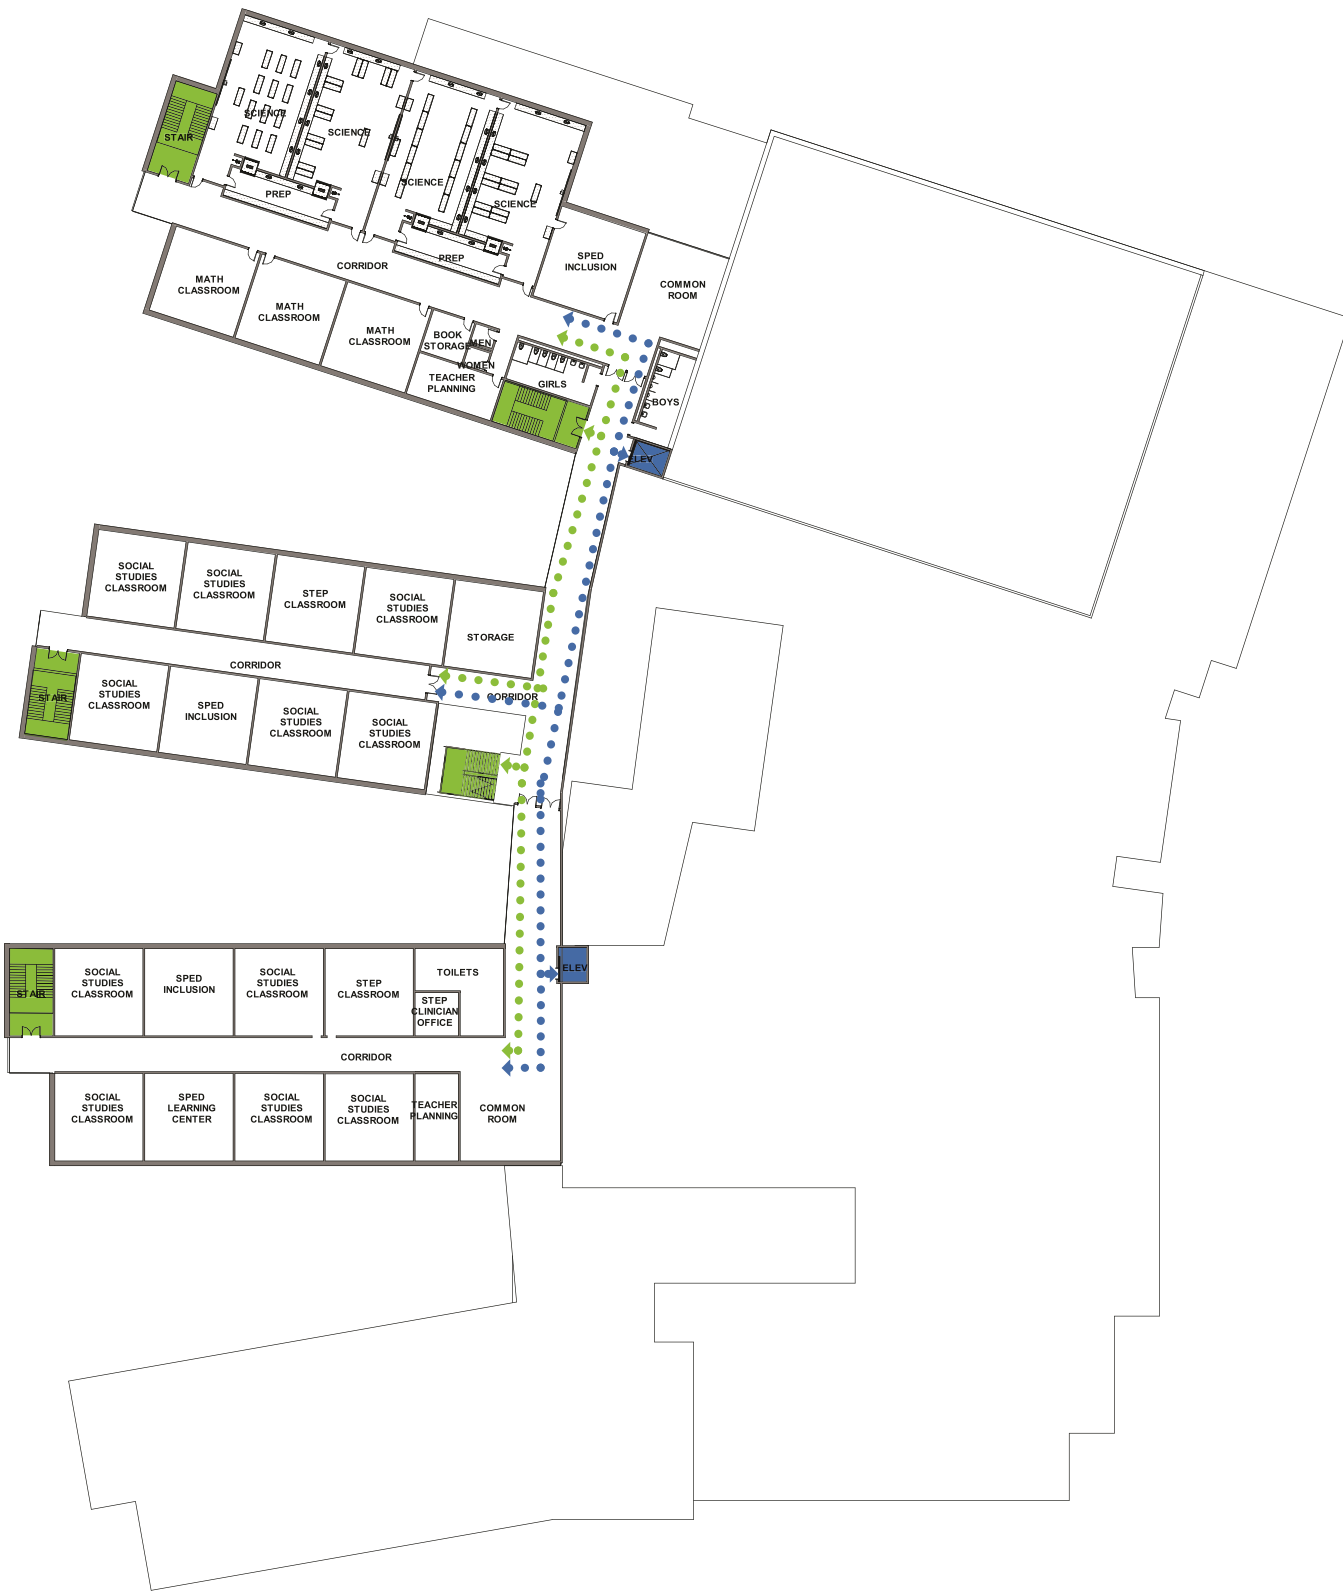 SCIENCE
STAIR
SCIENCE
SCIENCE
SCIENCE
PREP
PREP
SPED
INCLUSION
COMMON
ROOM
CORRIDOR
MATH
CLASSROOM
MATH
CLASSROOM
MATH
CLASSROOM
BOOK
STORAGE
MEN
WOMEN
TEACHER
PLANNING
GIRLS
BOYS
ELEV
SOCIAL
STUDIES
CLASSROOM
SOCIAL
STUDIES
CLASSROOM
STEP
CLASSROOM
SOCIAL
STUDIES
CLASSROOM
STORAGE
CORRIDOR
CORRIDOR
STAIR
SOCIAL
STUDIES
CLASSROOM
SPED
INCLUSION
SOCIAL
STUDIES
CLASSROOM
SOCIAL
STUDIES
CLASSROOM
STAIR
SOCIAL
STUDIES
CLASSROOM
SPED
INCLUSION
SOCIAL
STUDIES
CLASSROOM
STEP
CLASSROOM
TOILETS
STEP
CLINICIAN
OFFICE
ELEV
CORRIDOR
SOCIAL
STUDIES
CLASSROOM
SPED
LEARNING
CENTER
SOCIAL
STUDIES
CLASSROOM
SOCIAL
STUDIES
CLASSROOM
TEACHER
PLANNING
COMMON
ROOM